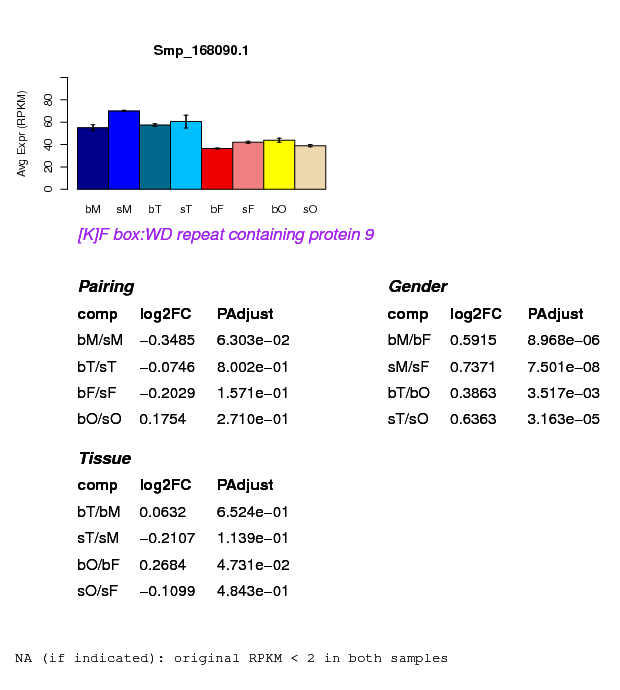 Smp_168090.1
Avg Expr (RPKM)
0 20 40 60 80
bM sM bT sT bF sF bO sO
[K]F box:WD repeat containing protein 9
Pairing
comp log2FC PAdjust
bM/sM −0.3485 6.303e−02
bT/sT −0.0746 8.002e−01
bF/sF −0.2029 1.571e−01
bO/sO 0.1754 2.710e−01
Gender
comp log2FC PAdjust
bM/bF 0.5915 8.968e−06
sM/sF 0.7371 7.501e−08
bT/bO 0.3863 3.517e−03
sT/sO 0.6363 3.163e−05
Tissue
comp log2FC PAdjust
bT/bM 0.0632 6.524e−01
sT/sM −0.2107 1.139e−01
bO/bF 0.2684 4.731e−02
sO/sF −0.1099 4.843e−01
NA (if indicated): original RPKM < 2 in both samples